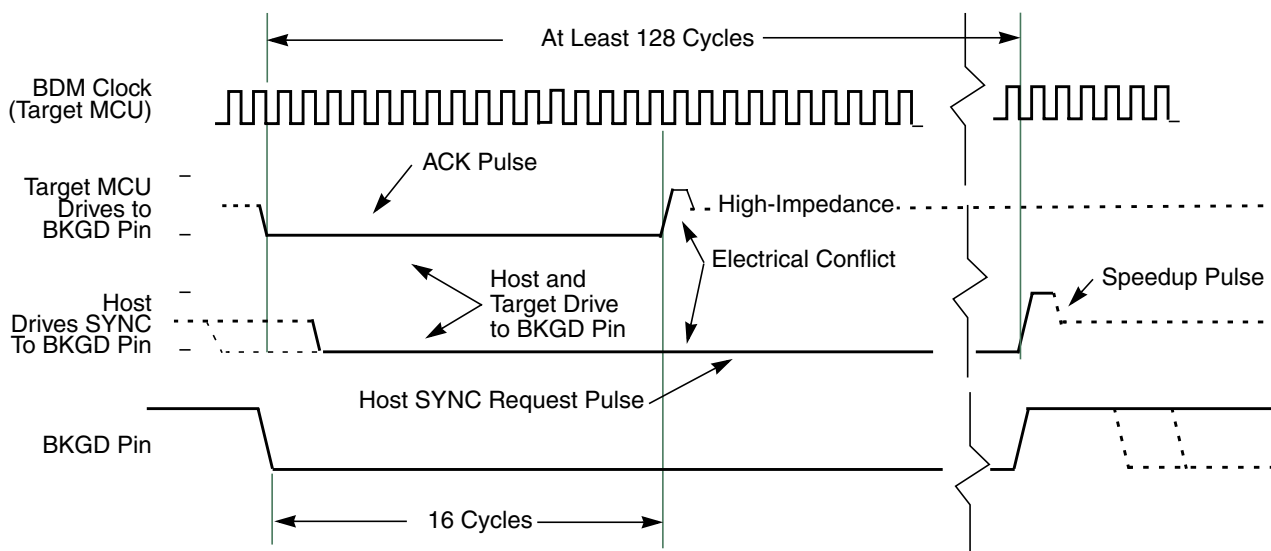 At Least 128 Cycles
BDM Clock
(Target MCU)
ACK Pulse
Target MCU
Drives to
BKGD Pin
High-Impedance
Electrical Conflict
Host and
Target Drive
to BKGD Pin
Speedup Pulse
Host
Drives SYNC
To BKGD Pin
Host SYNC Request Pulse
BKGD Pin
16 Cycles